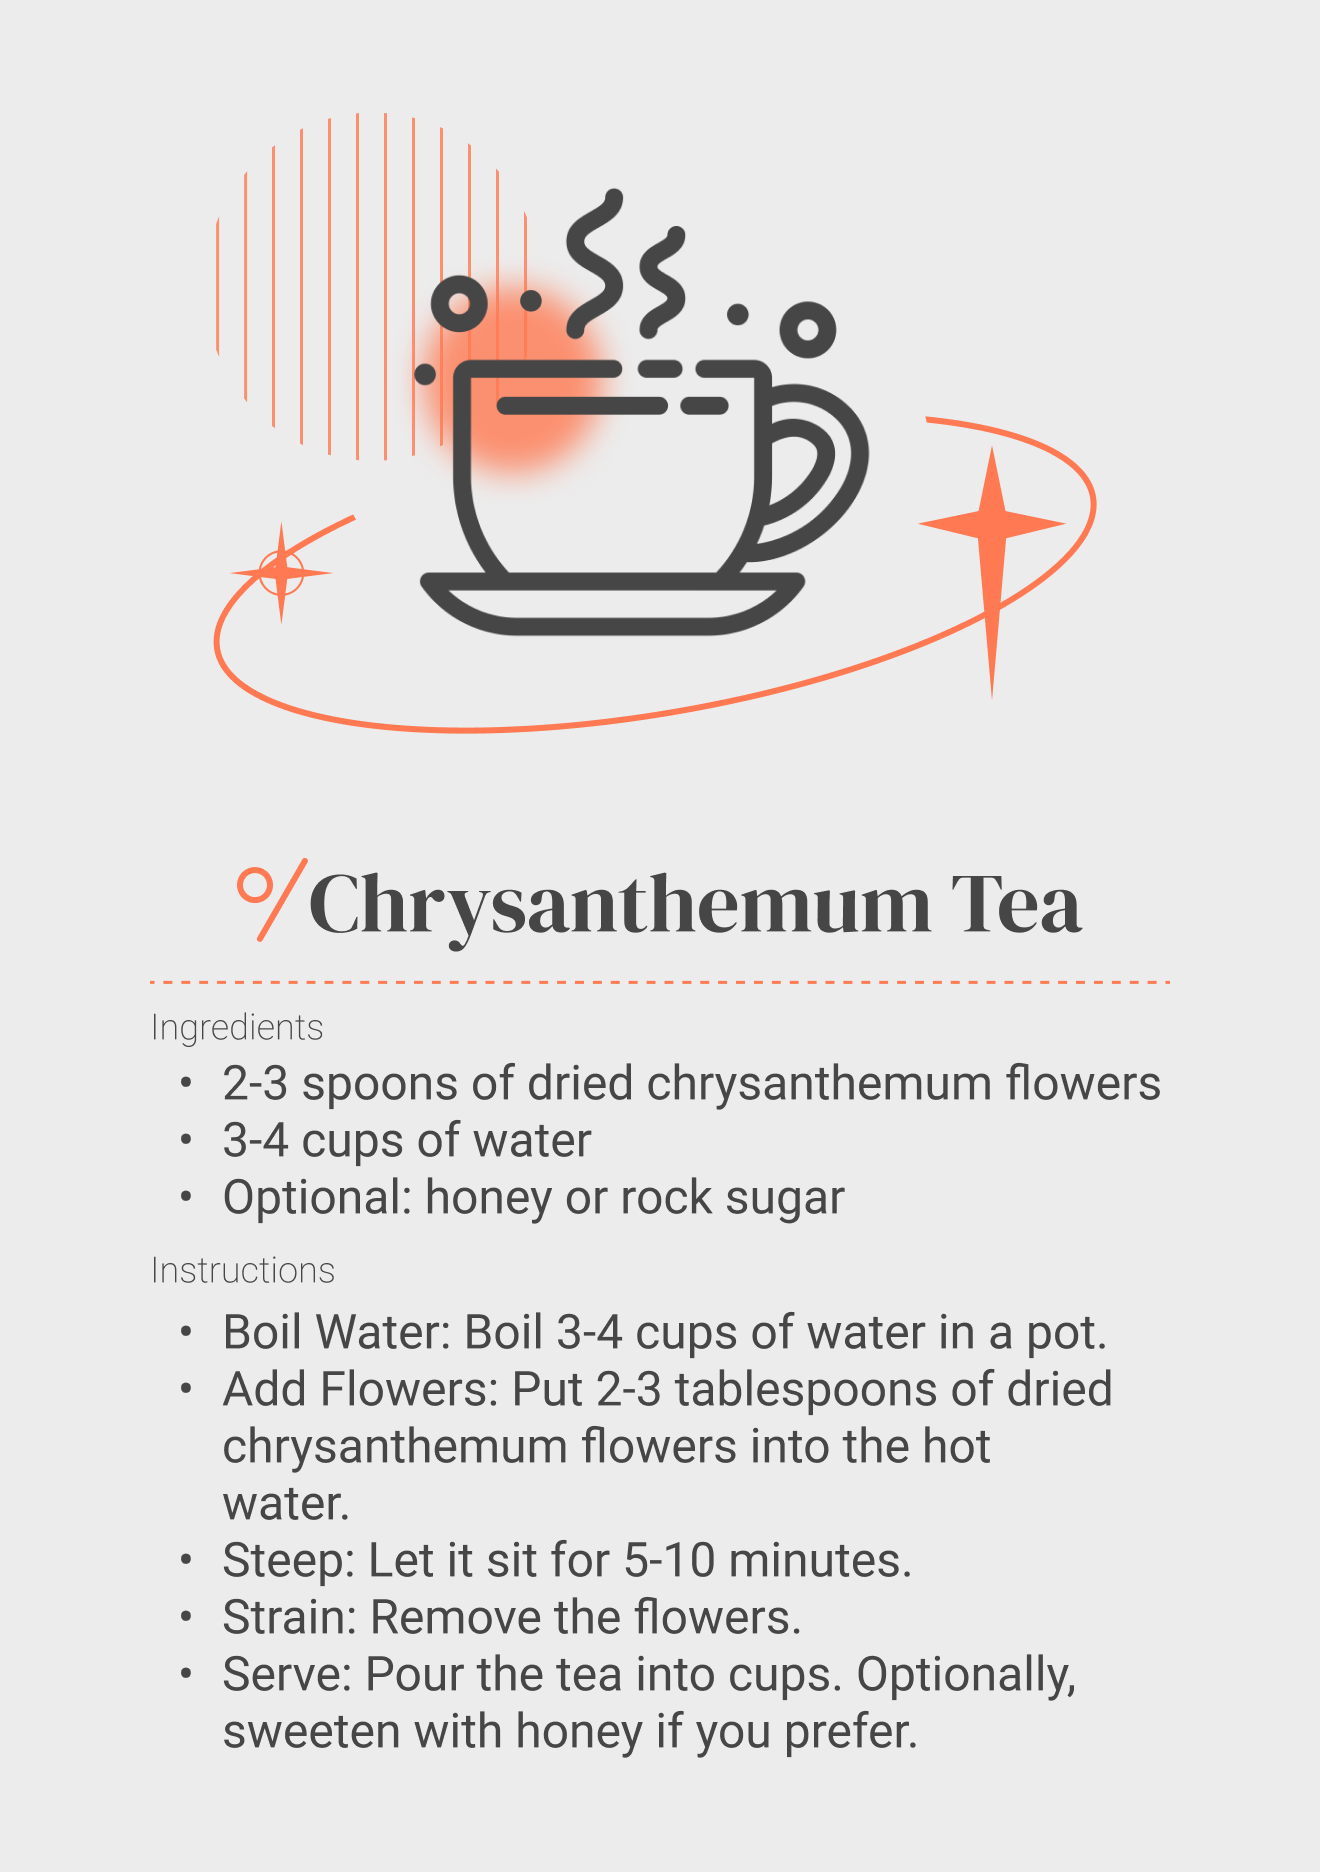 Chrysanthemum Tea
Ingredients
• 2-3 spoons of dried chrysanthemum flowers
• 3-4 cups of water
• Optional: honey or rock sugar
Instructions
• Boil Water: Boil 3-4 cups of water in a pot.
• Add Flowers: Put 2-3 tablespoons of dried
chrysanthemum flowers into the hot
water.
• Steep: Let it sit for 5-10 minutes.
• Strain: Remove the flowers.
• Serve: Pour the tea into cups. Optionally,
sweeten with honey if you prefer.